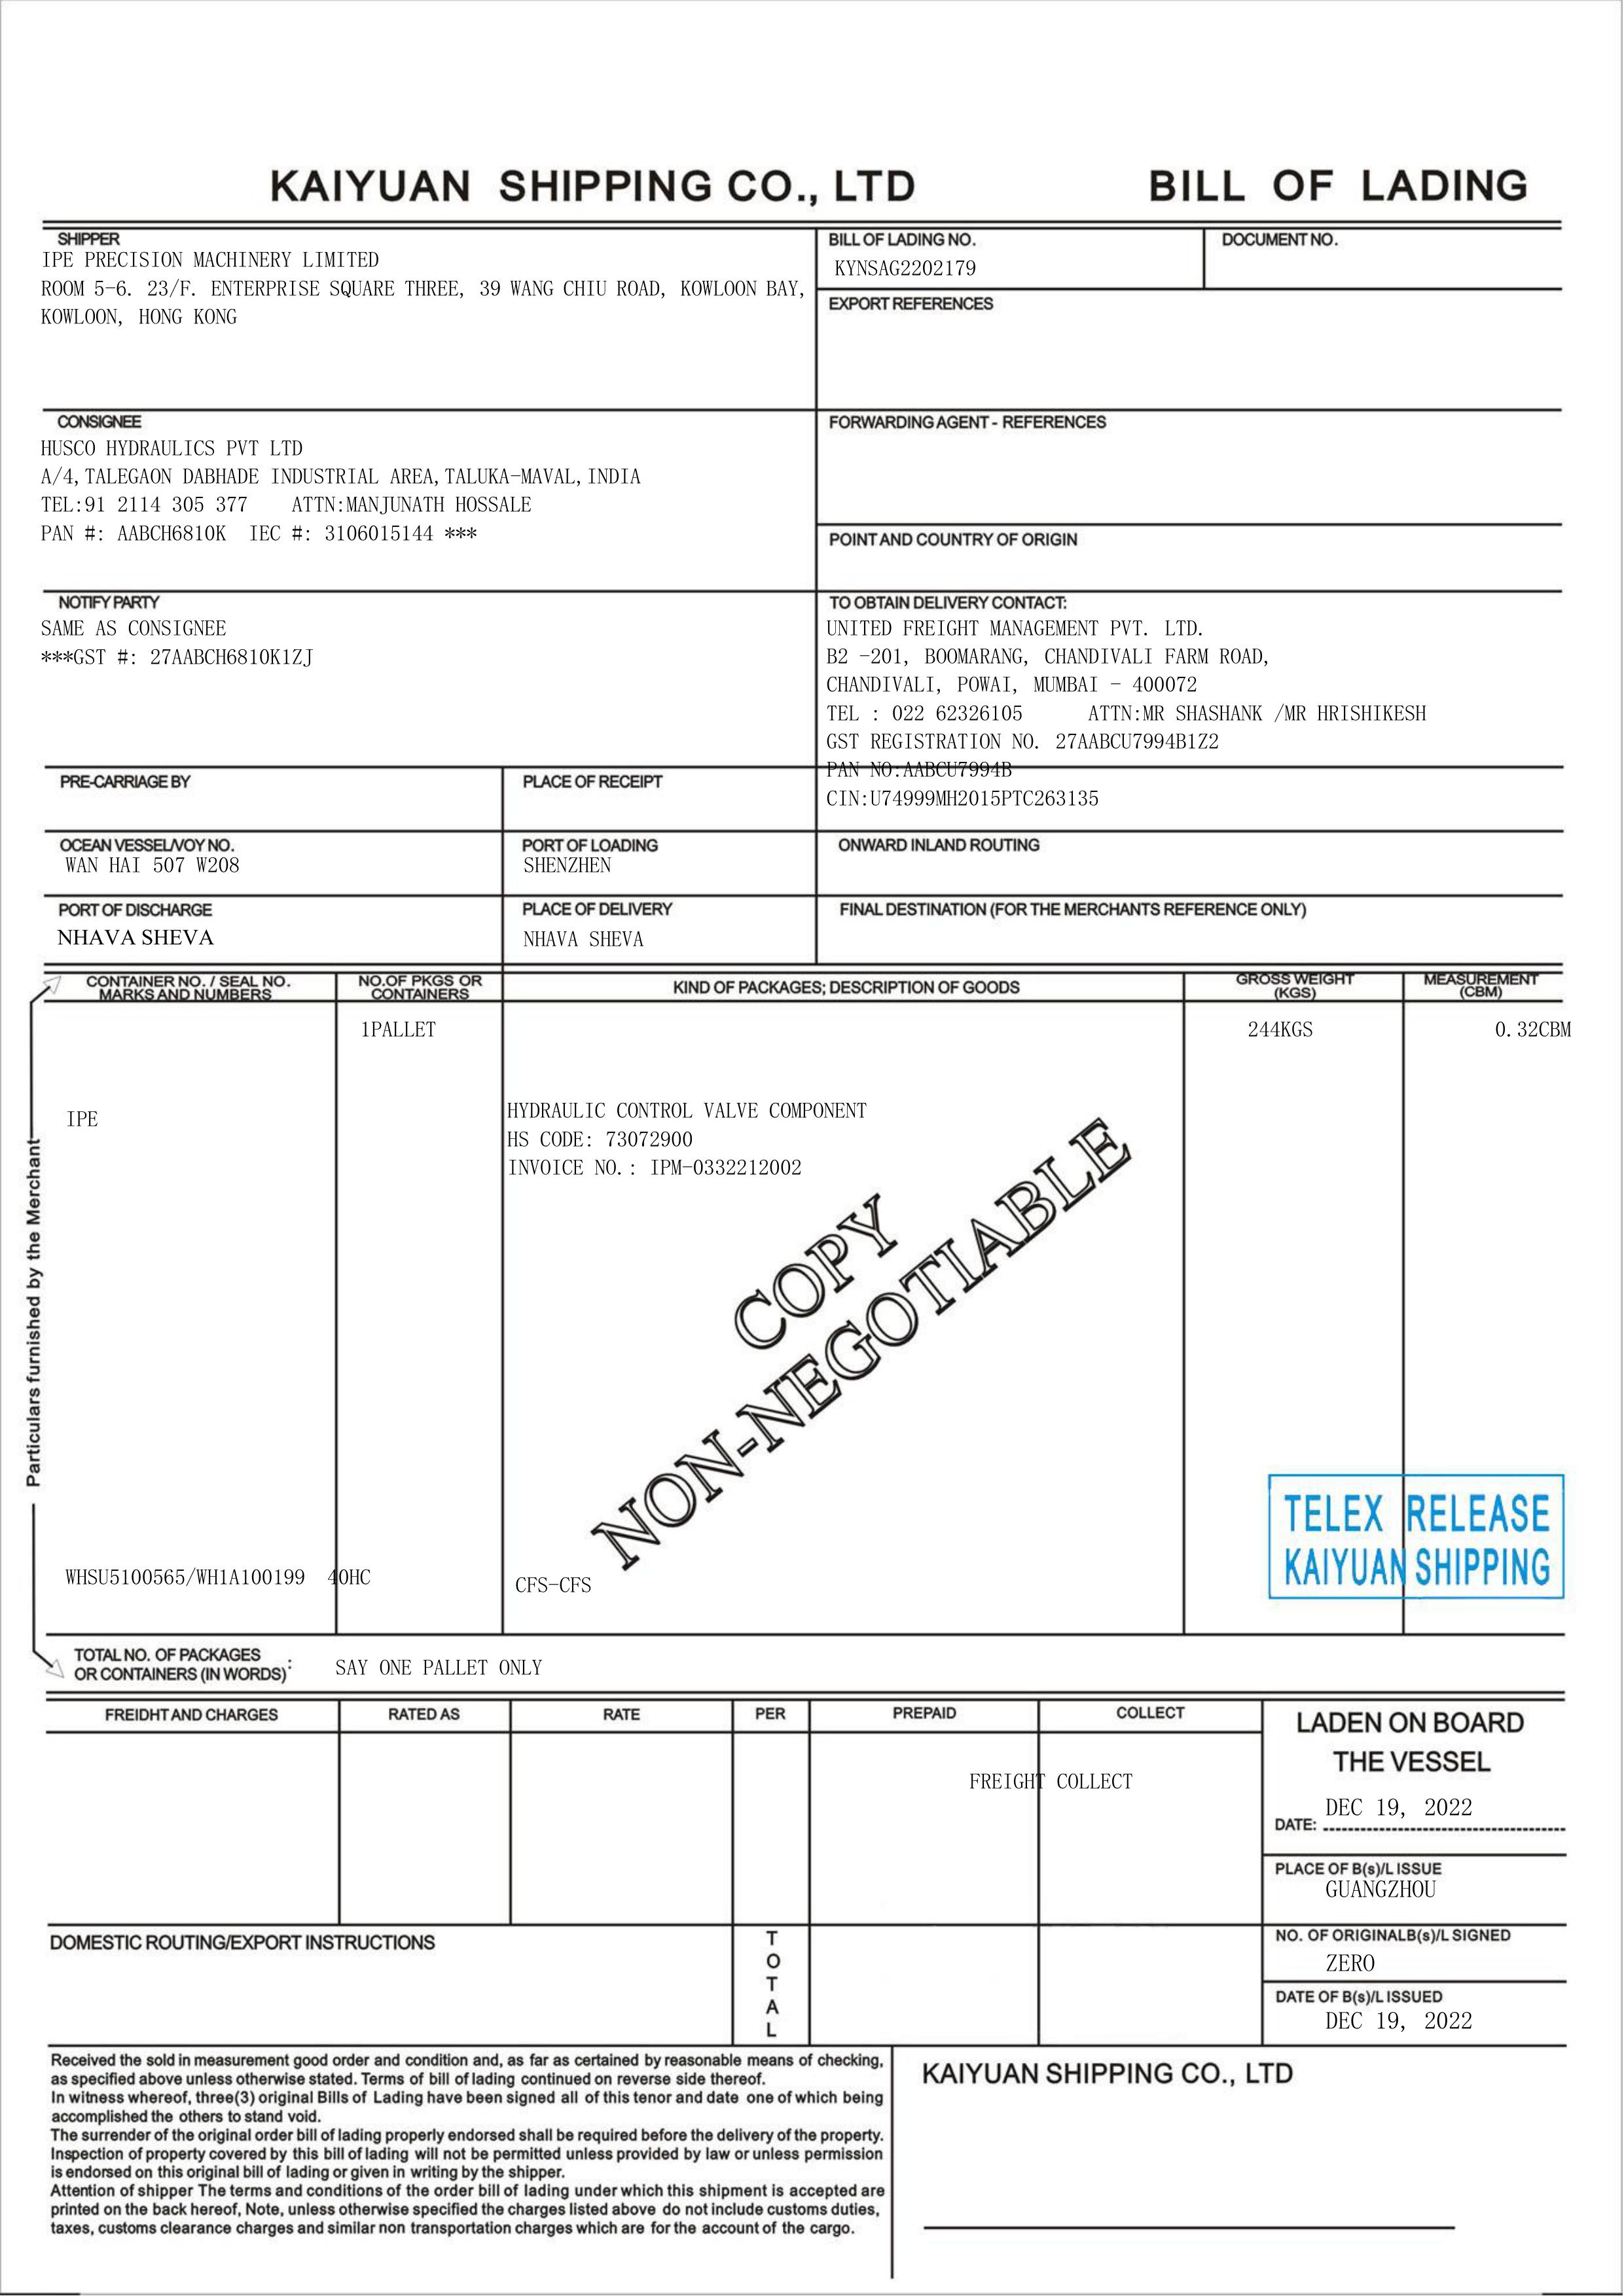 KAIYUAN SHIPPING CO., LTD
BILL OF LADING
SHIPPER
IPE PRECISION MACHINERY LIMITED
ROOM 5-6. 23/F. ENTERPRISE SQUARE THREE, 39 WANG CHIU ROAD, KOWLOON BAY,
KOWLOON, HONG KONG
BILL OF LADING NO.
KYNSAG2202179
DOCUMENT NO.
EXPORT REFERENCES
CONSIGNEE
HUSCO HYDRAULICS PVT LTD
A/4,TALEGAON DABHADE INDUSTRIAL AREA,TALUKA-MAVAL,INDIA
TEL:91 2114 305 377 ATTN:MANJUNATH HOSSALE
PAN #: AABCH6810K IEC #: 3106015144 ***
FORWARDING AGENT - REFERENCES
POINT AND COUNTRY OF ORIGIN
NOTIFY PARTY
SAME AS CONSIGNEE
***GST #: 27AABCH6810K1ZJ
TO OBTAIN DELIVERY CONTACT:
UNITED FREIGHT MANAGEMENT PVT. LTD.
B2 -201, BOOMARANG, CHANDIVALI FARM ROAD,
CHANDIVALI, POWAI, MUMBAI - 400072
TEL : 022 62326105 ATTN:MR SHASHANK /MR HRISHIKESH
GST REGISTRATION NO. 27AABCU7994B1Z2
PAN NO:AABCU7994B
CIN:U74999MH2015PTC263135
PRE-CARRIAGE BY
PLACE OF RECEIPT
OCEAN VESSEL/VOY NO.
WAN HAI 507 W208
PORT OF LOADING
SHENZHEN
ONWARD INLAND ROUTING
PORT OF DISCHARGE
NHAVA SHEVA
PLACE OF DELIVERY
NHAVA SHEVA
FINAL DESTINATION (FOR THE MERCHANTS REFERENCE ONLY)
CONTAINER NO. / SEAL NO.
MARKS AND NUMBERS
NO.OF PKGS OR
CONTAINERS
KIND OF PACKAGES; DESCRIPTION OF GOODS
GROSS WEIGHT
(KGS)
MEASUREMENT
(CBM)
1PALLET
244KGS
0.32CBM
IPE
HYDRAULIC CONTROL VALVE COMPONENT
HS CODE: 73072900
INVOICE NO.: IPM-0332212002
COPY
NON-NEGOTIABLE
Particulars furnished by the Merchant
TELEX RELEASE
KAIYUAN SHIPPING
WHSU5100565/WH1A100199 40HC
CFS-CFS
TOTAL NO. OF PACKAGES
OR CONTAINERS (IN WORDS):
SAY ONE PALLET ONLY
FREIDHT AND CHARGES
RATED AS
RATE
PER
PREPAID
COLLECT
FREIGHT COLLECT
LADEN ON BOARD
THE VESSEL
DEC 19, 2022
DATE:
PLACE OF B(s)/L ISSUE
GUANGZHOU
DOMESTIC ROUTING/EXPORT INSTRUCTIONS
TOTAL
NO. OF ORIGINALB(s)/L SIGNED
ZERO
DATE OF B(s)/L ISSUED
DEC 19, 2022
Received the sold in measurement good order and condition and, as far as certained by reasonable means of checking,
as specified above unless otherwise stated. Terms of bill of lading continued on reverse side thereof.
In witness whereof, three(3) original Bills of Lading have been signed all of this tenor and date one of which being
accomplished the others to stand void.
The surrender of the original order bill of lading properly endorsed shall be required before the delivery of the property.
Inspection of property covered by this bill of lading will not be permitted unless provided by law or unless permission
is endorsed on this original bill of lading or given in writing by the shipper.
Attention of shipper The terms and conditions of the order bill of lading under which this shipment is accepted are
printed on the back hereof, Note, unless otherwise specified the charges listed above do not include customs duties,
taxes, customs clearance charges and similar non transportation charges which are for the account of the cargo.
KAIYUAN SHIPPING CO., LTD